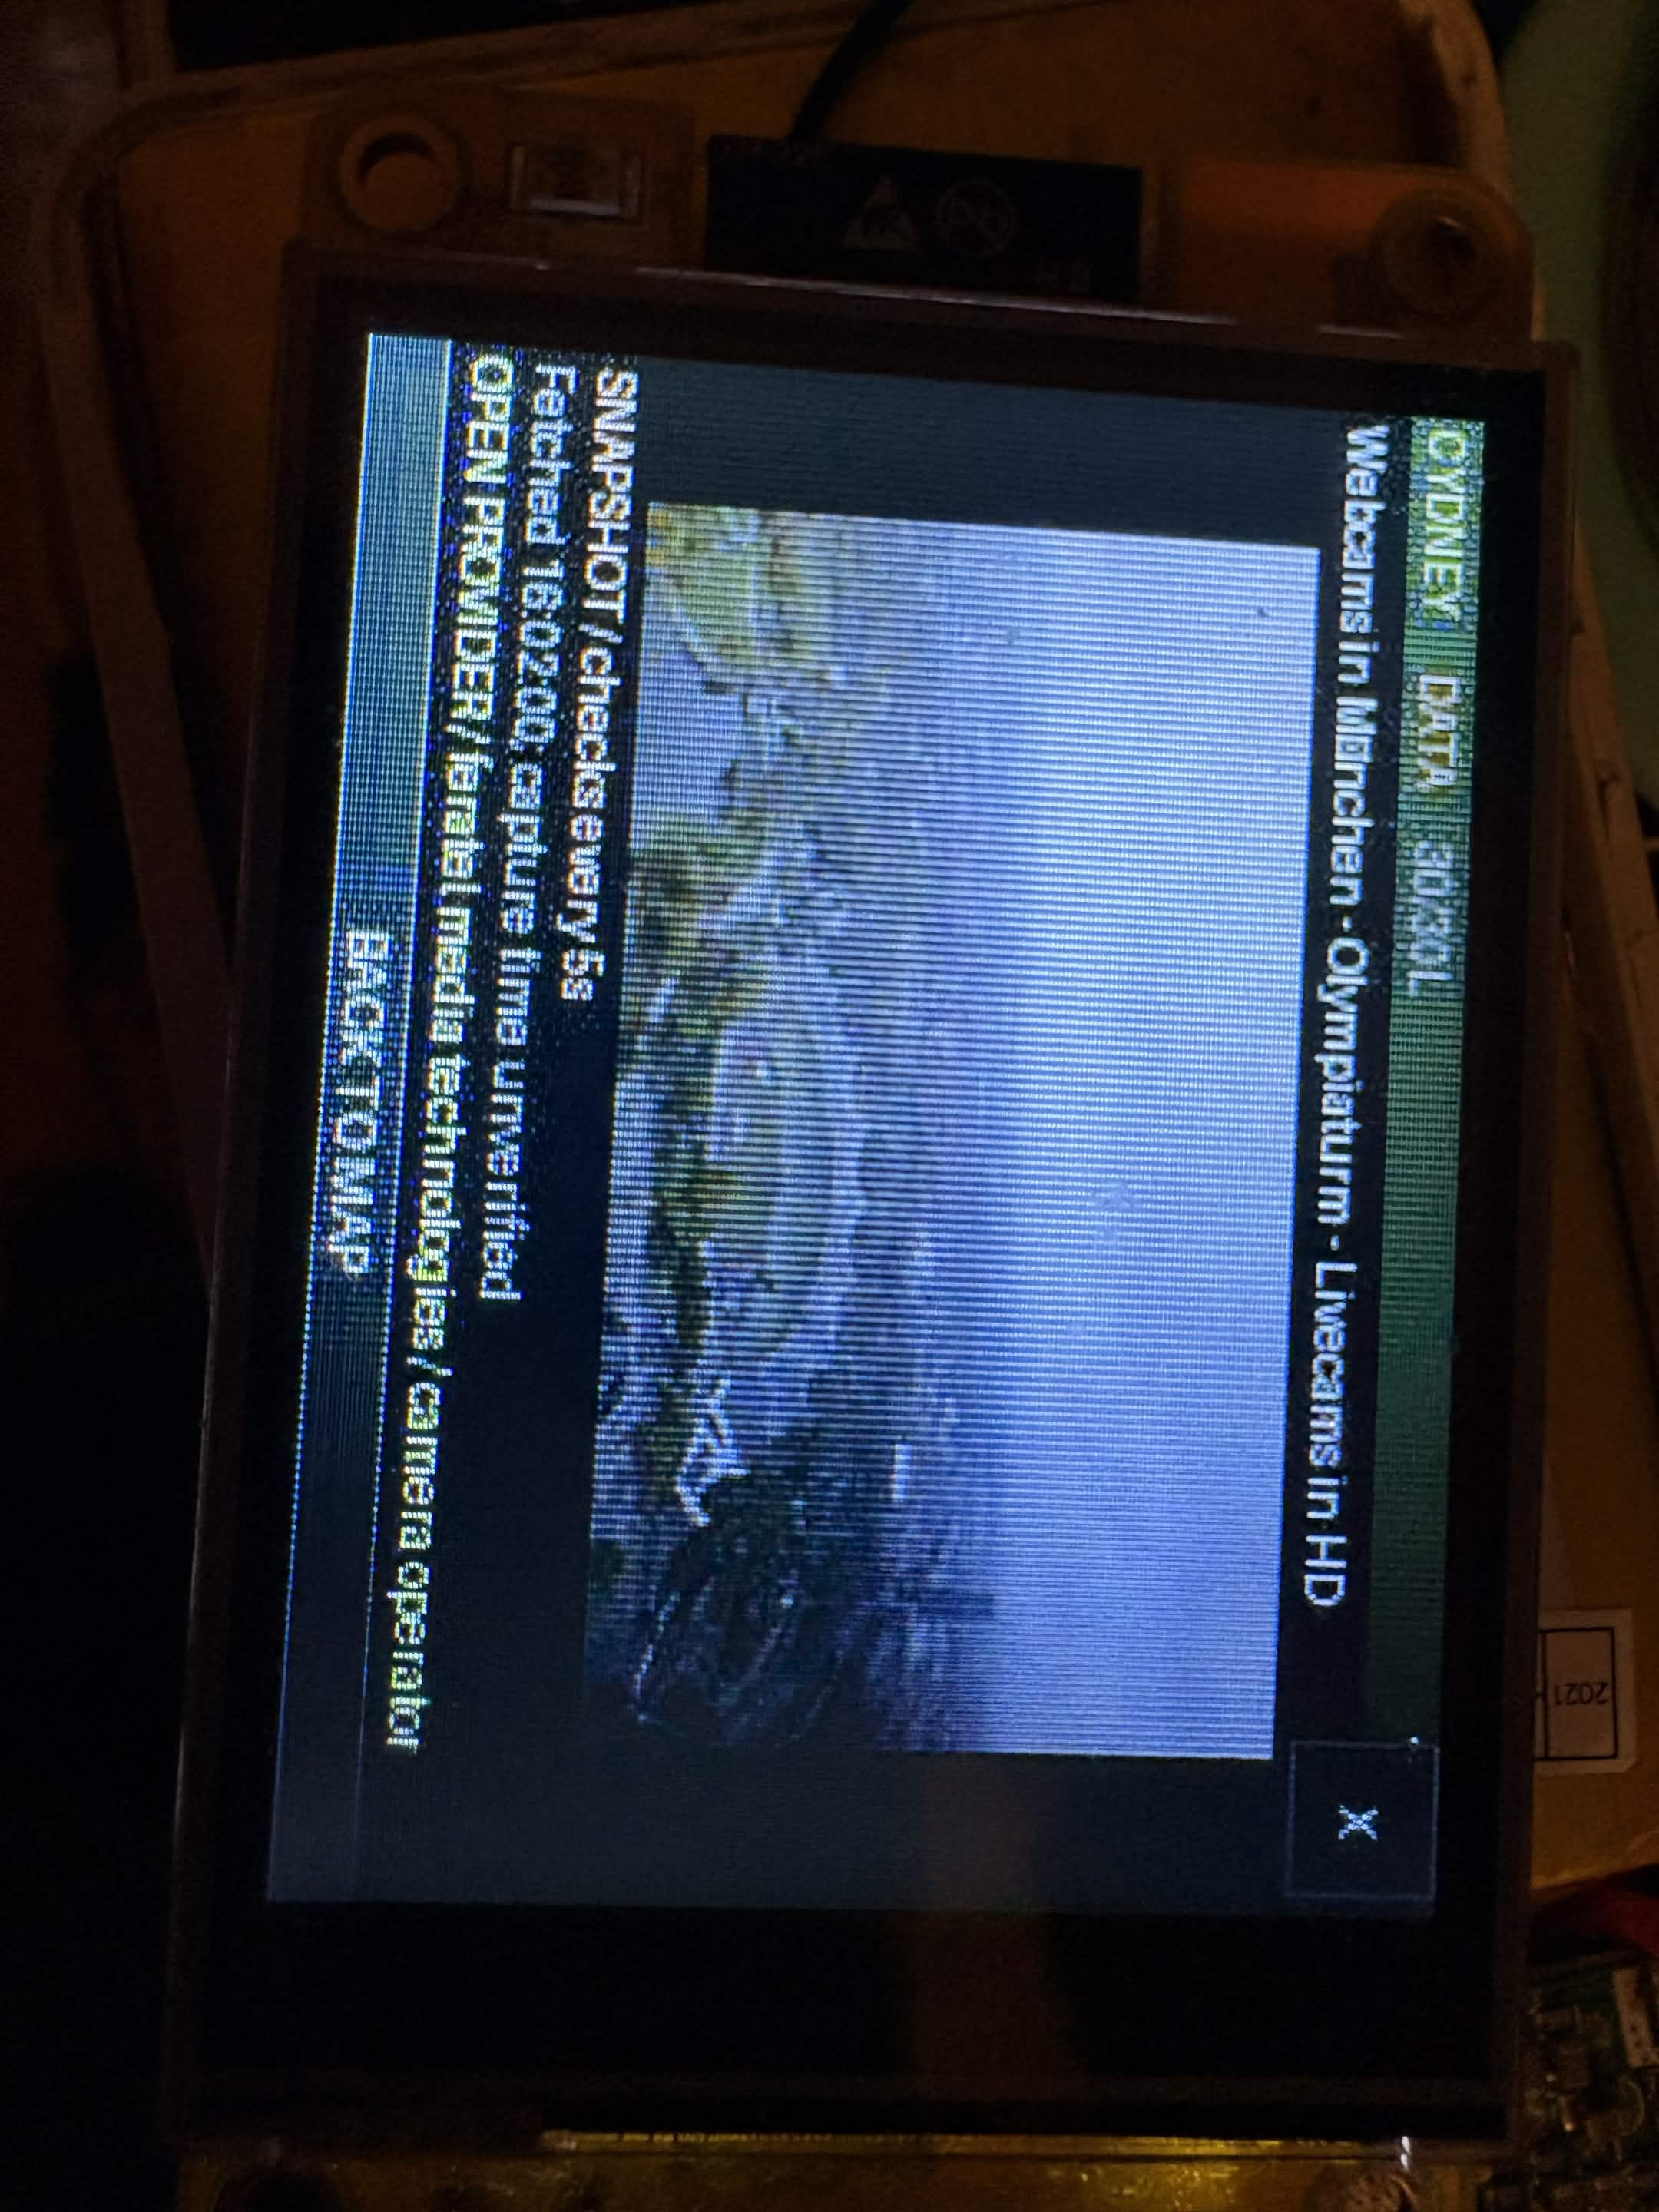 CYDNEY DATA 30/30L
Webcams in München - Olympiaturm - Livecams in HD
X
SNAPSHOT / checks every 5s
Fetched 16:02:00; capture time unverified
OPEN PROVIDER / feratel media technologies / camera operator
BACK TO MAP
2021